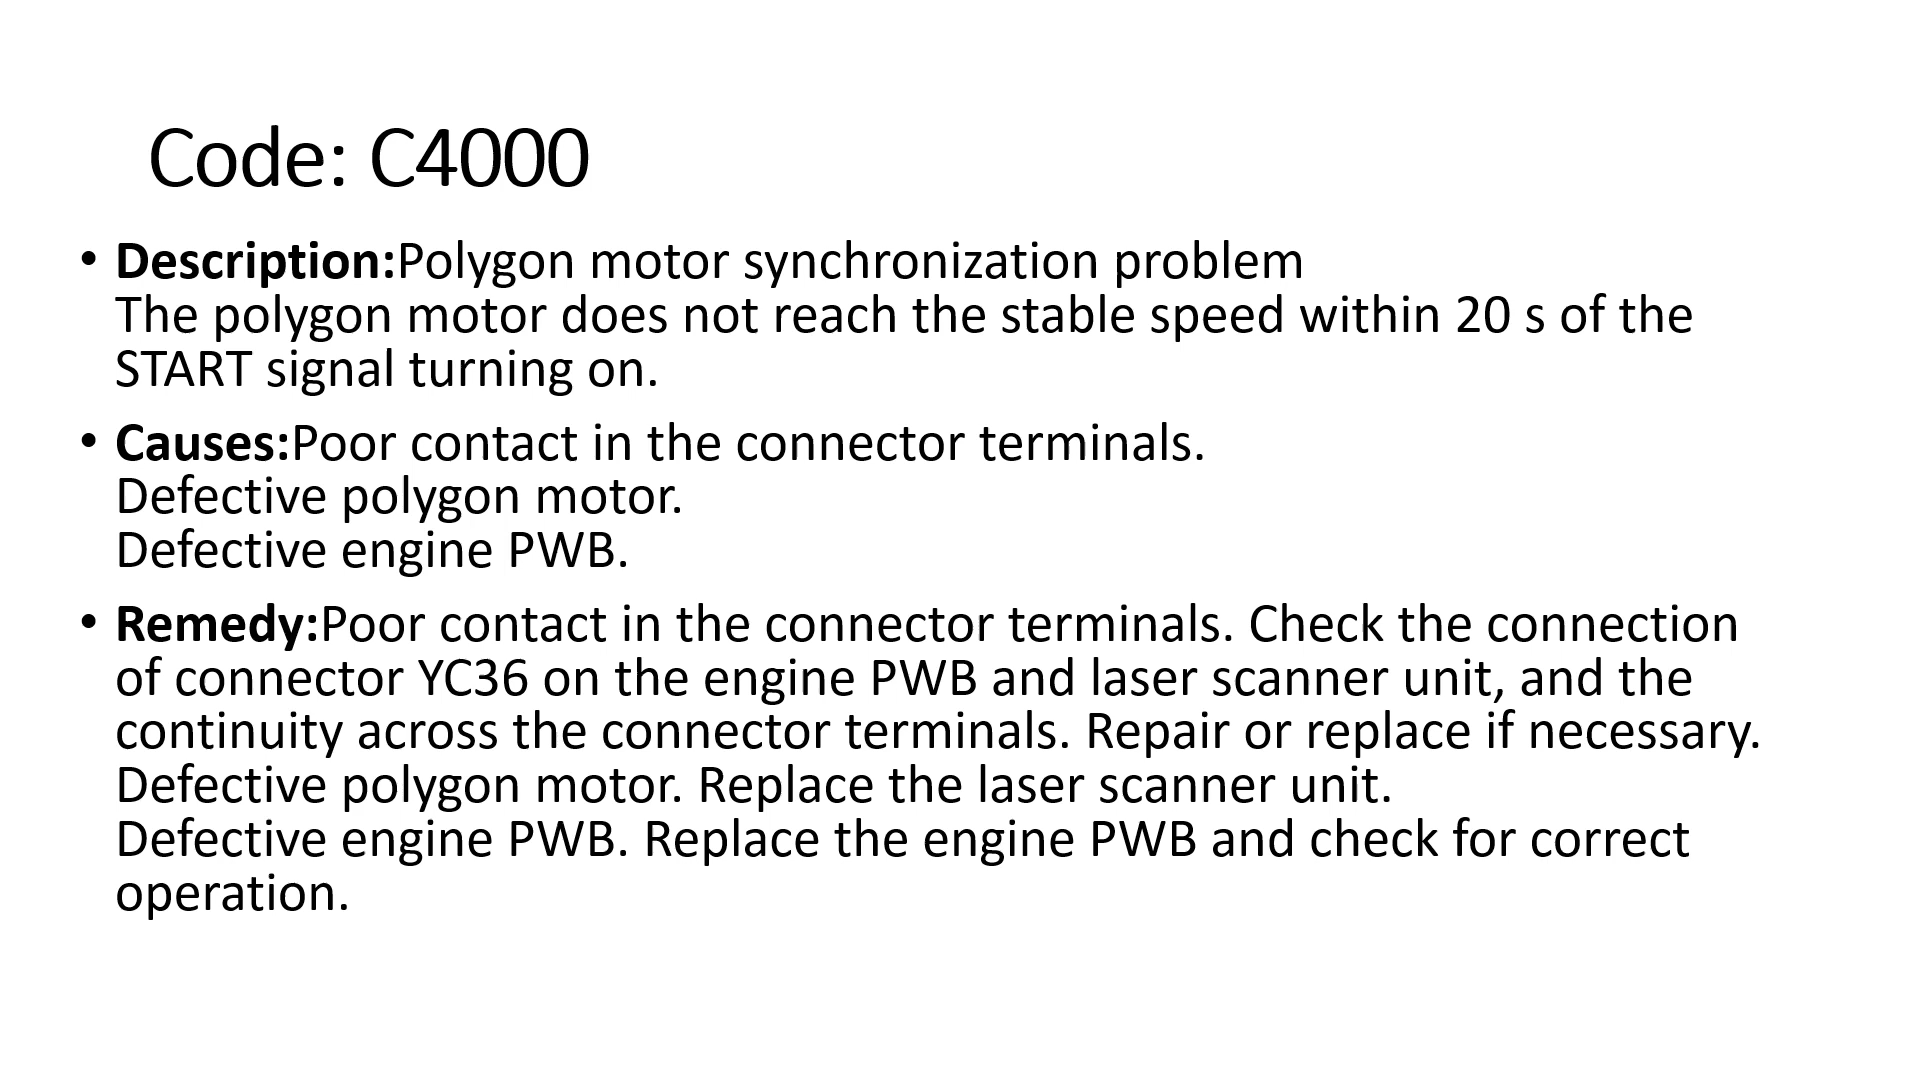 Code: C4000
• Description:Polygon motor synchronization problem
The polygon motor does not reach the stable speed within 20 s of the
START signal turning on.
• Causes:Poor contact in the connector terminals.
Defective polygon motor.
Defective engine PWB.
• Remedy:Poor contact in the connector terminals. Check the connection
of connector YC36 on the engine PWB and laser scanner unit, and the
continuity across the connector terminals. Repair or replace if necessary.
Defective polygon motor. Replace the laser scanner unit.
Defective engine PWB. Replace the engine PWB and check for correct
operation.